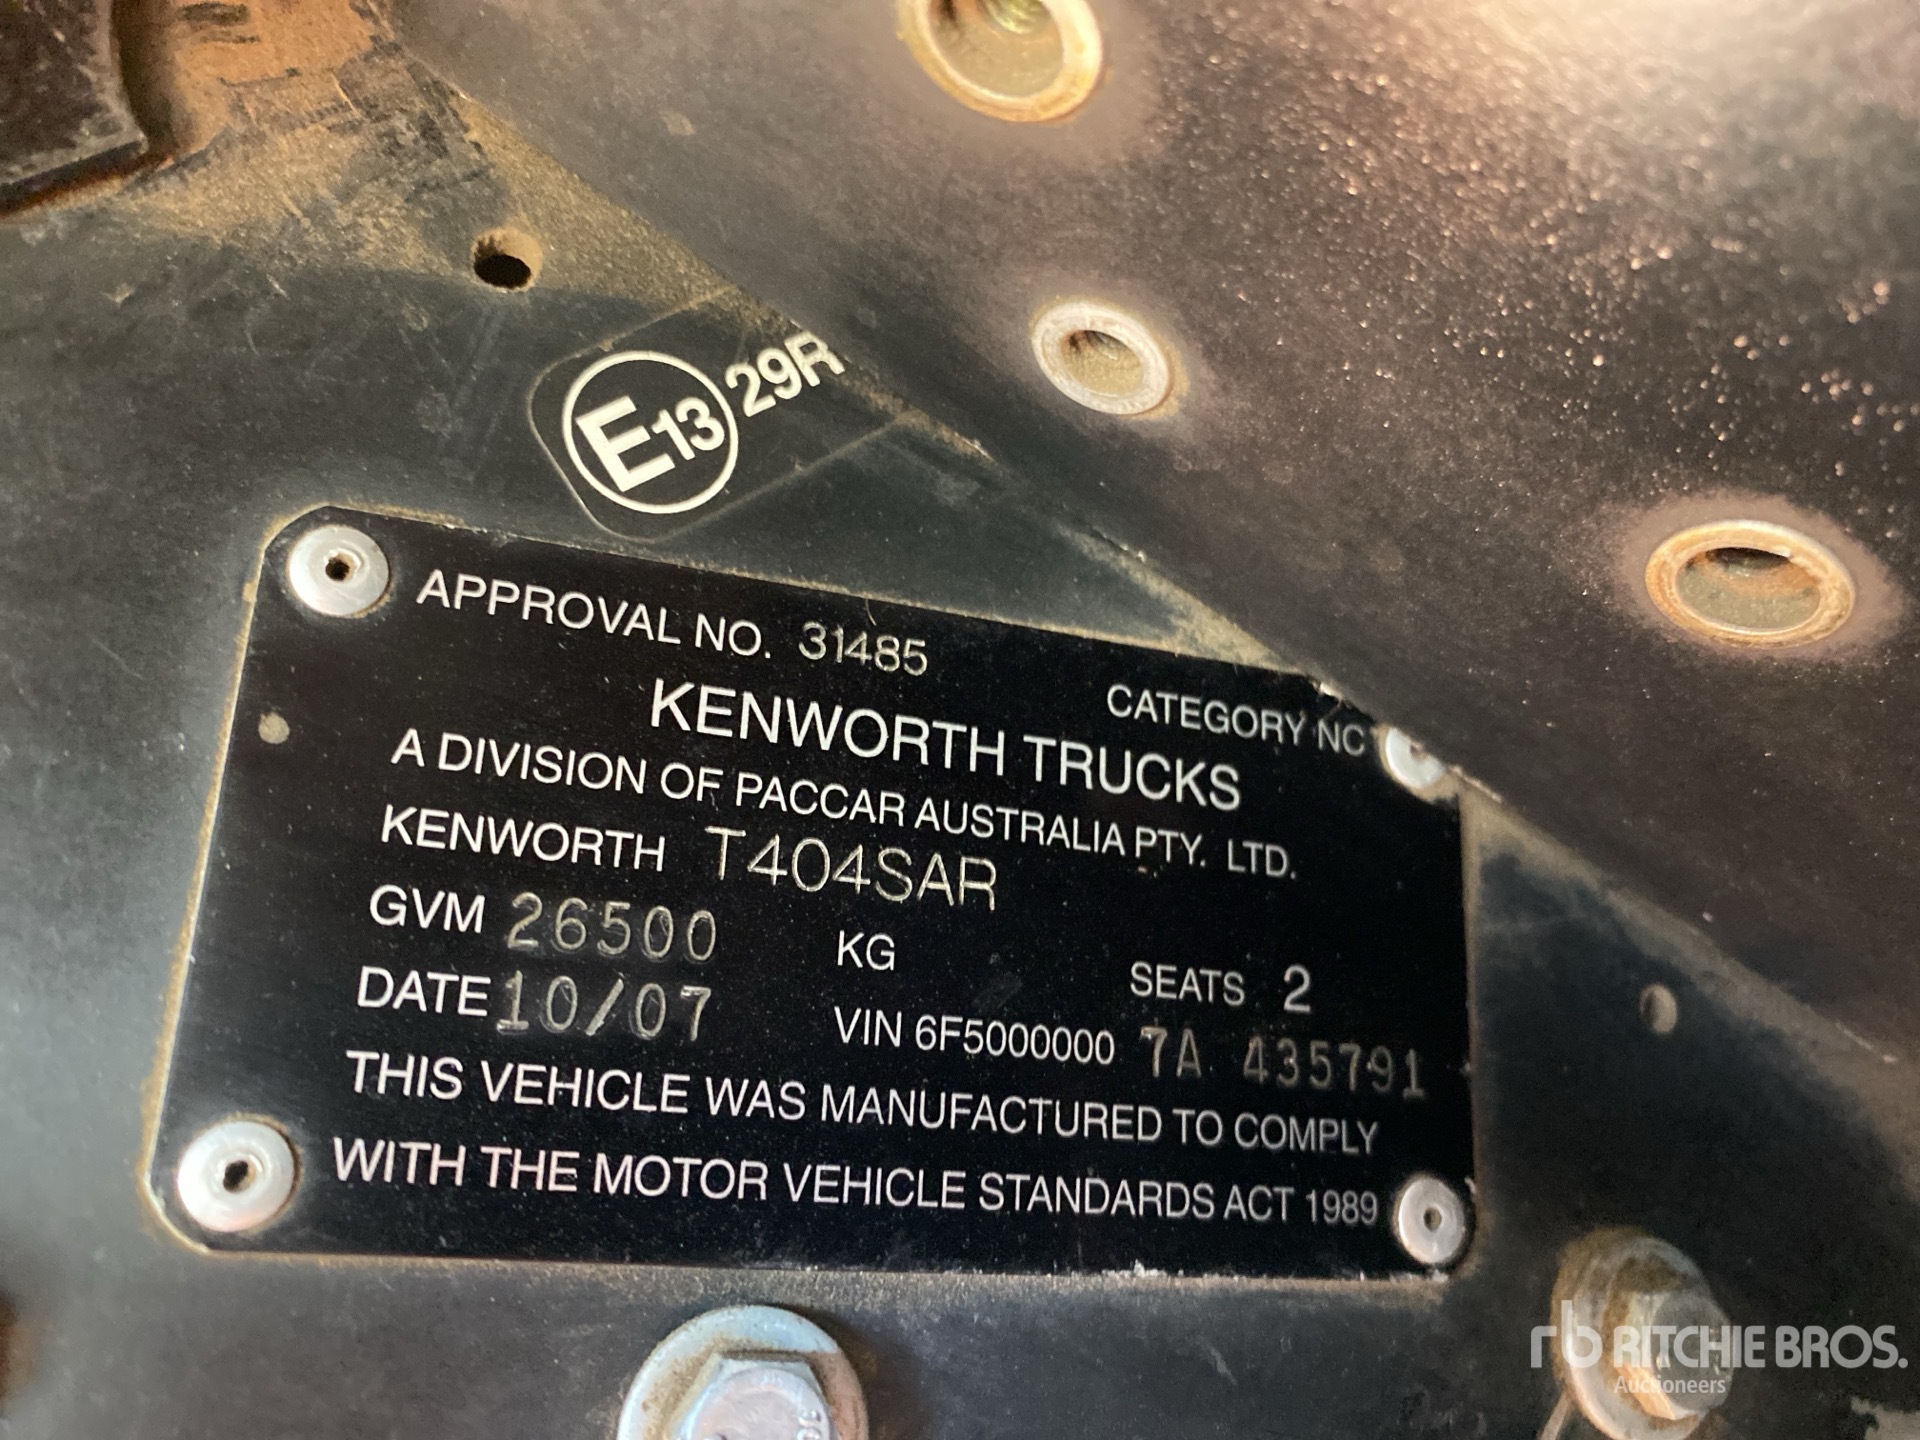 E13 29R
APPROVAL NO. 31485
CATEGORY NC
KENWORTH TRUCKS
A DIVISION OF PACCAR AUSTRALIA PTY. LTD.
KENWORTH T404SAR
GVM 26500 KG
SEATS 2
DATE 10/07
VIN 6F5000000 7A 435791
THIS VEHICLE WAS MANUFACTURED TO COMPLY
WITH THE MOTOR VEHICLE STANDARDS ACT 1989
rb RITCHIE BROS.
Auctioneers